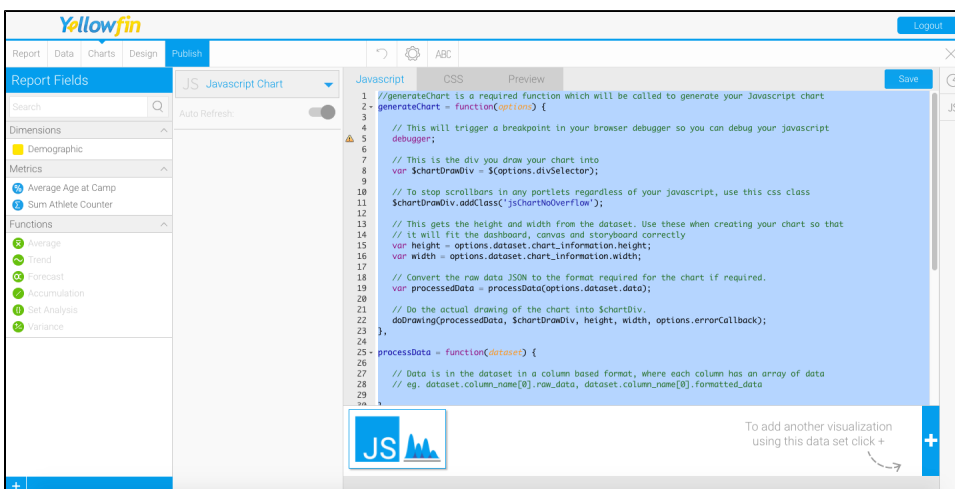 Yellowfin
Logout
Report Data Charts Design Publish
ABC
Report Fields
Search
Dimensions
Demographic
Metrics
Average Age at Camp
Sum Athlete Counter
Functions
Average
Trend
Forecast
Accumulation
Set Analysis
Variance
JS Javascript Chart
Auto Refresh:
Javascript CSS Preview
Save
1 //generateChart is a required function which will be called to generate your Javascript chart
2 generateChart = function(options) {
3
4 // This will trigger a breakpoint in your browser debugger so you can debug your javascript
5 debugger;
6
7 // This is the div you draw your chart into
8 var $chartDrawDiv = $(options.divSelector);
9
10 // To stop scrollbars in any portlets regardless of your javascript, use this css class
11 $chartDrawDiv.addClass('jsChartNoOverflow');
12
13 // This gets the height and width from the dataset. Use these when creating your chart so that
14 // it will fit the dashboard, canvas and storyboard correctly
15 var height = options.dataset.chart_information.height;
16 var width = options.dataset.chart_information.width;
17
18 // Convert the raw data JSON to the format required for the chart if required.
19 var processedData = processData(options.dataset.data);
20
21 // Do the actual drawing of the chart into $chartDiv.
22 doDrawing(processedData, $chartDrawDiv, height, width, options.errorCallback);
23 },
24
25 processData = function(dataset) {
26
27 // Data is in the dataset in a column based format, where each column has an array of data
28 // eg. dataset.column_name[0].raw_data, dataset.column_name[0].formatted_data
29
JS
To add another visualization
using this data set click +